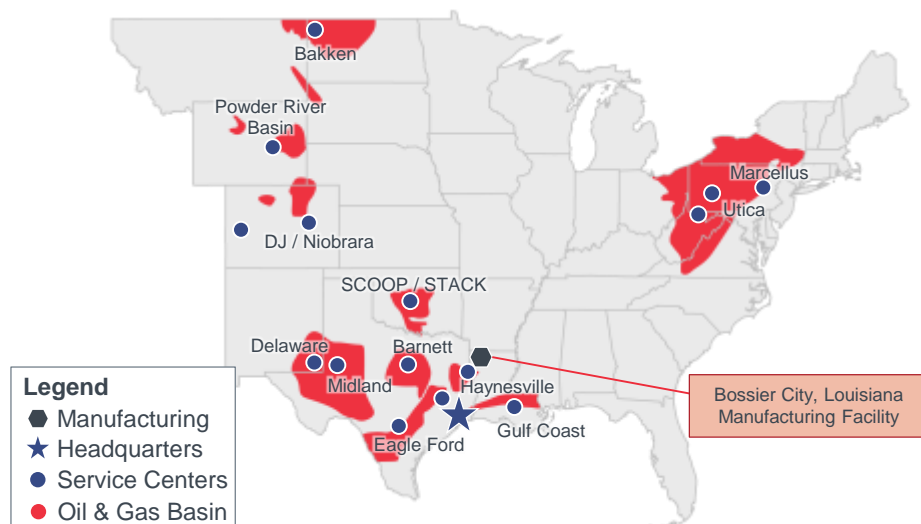 Bakken
Powder River
Basin
Marcellus
Utica
DJ / Niobrara
SCOOP / STACK
Delaware
Barnett
Midland
Haynesville
Eagle Ford
Gulf Coast
Bossier City, Louisiana
Manufacturing Facility
Legend
Manufacturing
Headquarters
Service Centers
Oil & Gas Basin